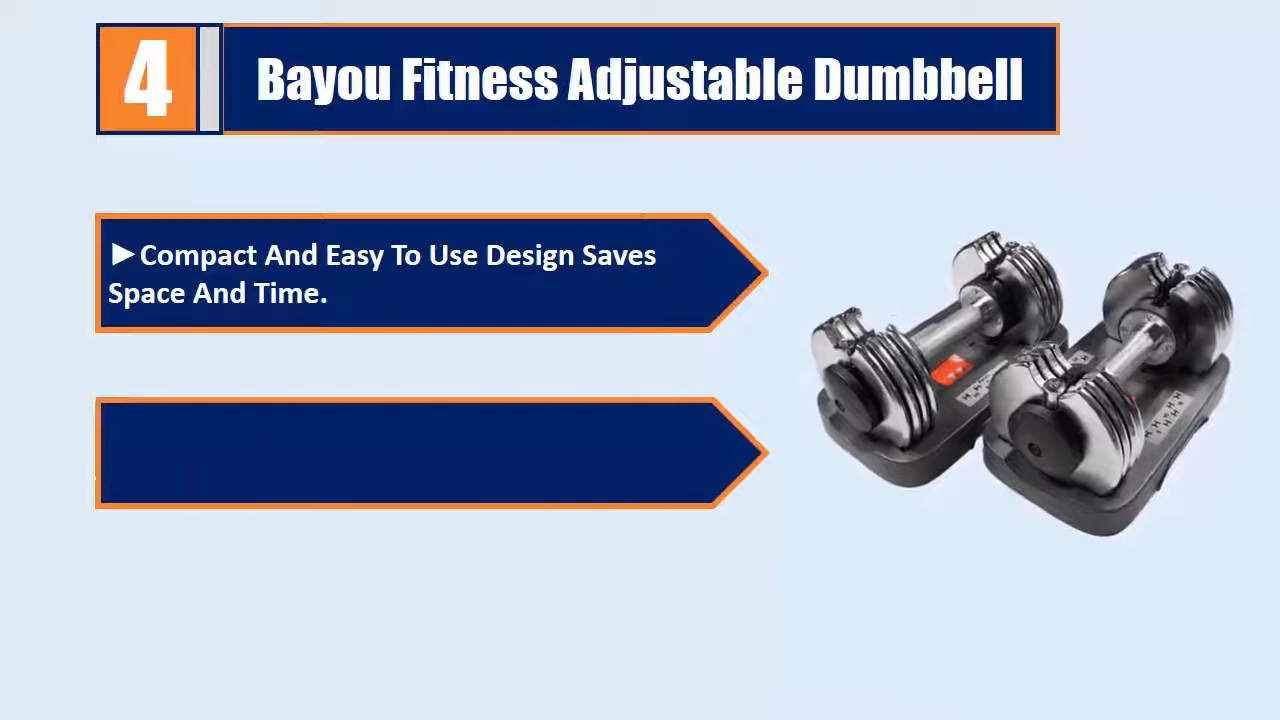 4
Bayou Fitness Adjustable Dumbbell
►Compact And Easy To Use Design Saves
Space And Time.